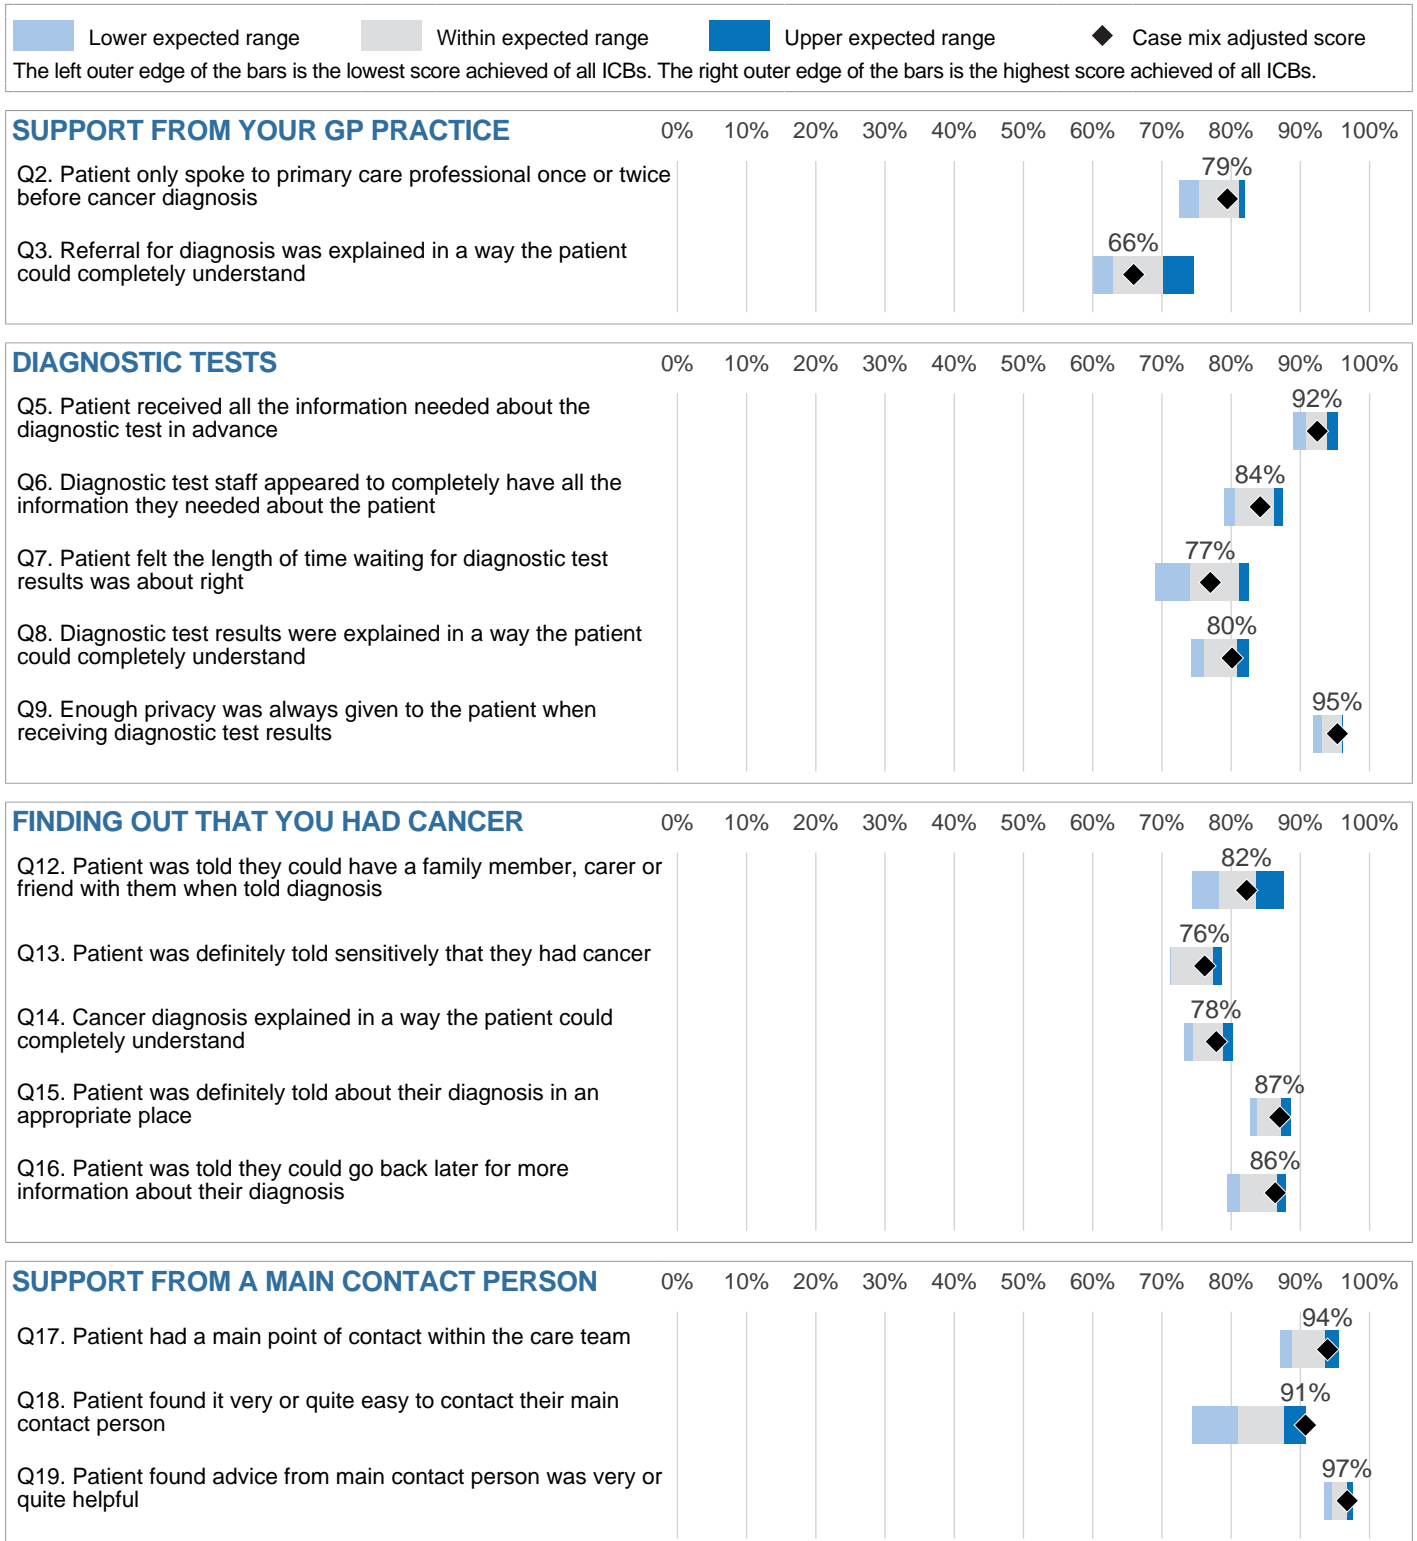 Lower expected range Within expected range Upper expected range Case mix adjusted score
The left outer edge of the bars is the lowest score achieved of all ICBs. The right outer edge of the bars is the highest score achieved of all ICBs.
SUPPORT FROM YOUR GP PRACTICE 0% 10% 20% 30% 40% 50% 60% 70% 80% 90% 100%
79%
Q2. Patient only spoke to primary care professional once or twice
before cancer diagnosis
66%
Q3. Referral for diagnosis was explained in a way the patient
could completely understand
DIAGNOSTIC TESTS 0% 10% 20% 30% 40% 50% 60% 70% 80% 90% 100%
92%
Q5. Patient received all the information needed about the
diagnostic test in advance
84%
Q6. Diagnostic test staff appeared to completely have all the
information they needed about the patient
77%
Q7. Patient felt the length of time waiting for diagnostic test
results was about right
80%
Q8. Diagnostic test results were explained in a way the patient
could completely understand
95%
Q9. Enough privacy was always given to the patient when
receiving diagnostic test results
FINDING OUT THAT YOU HAD CANCER 0% 10% 20% 30% 40% 50% 60% 70% 80% 90% 100%
82%
Q12. Patient was told they could have a family member, carer or
friend with them when told diagnosis
76%
Q13. Patient was definitely told sensitively that they had cancer
78%
Q14. Cancer diagnosis explained in a way the patient could
completely understand
87%
Q15. Patient was definitely told about their diagnosis in an
appropriate place
86%
Q16. Patient was told they could go back later for more
information about their diagnosis
SUPPORT FROM A MAIN CONTACT PERSON 0% 10% 20% 30% 40% 50% 60% 70% 80% 90% 100%
94%
Q17. Patient had a main point of contact within the care team
91%
Q18. Patient found it very or quite easy to contact their main
contact person
97%
Q19. Patient found advice from main contact person was very or
quite helpful